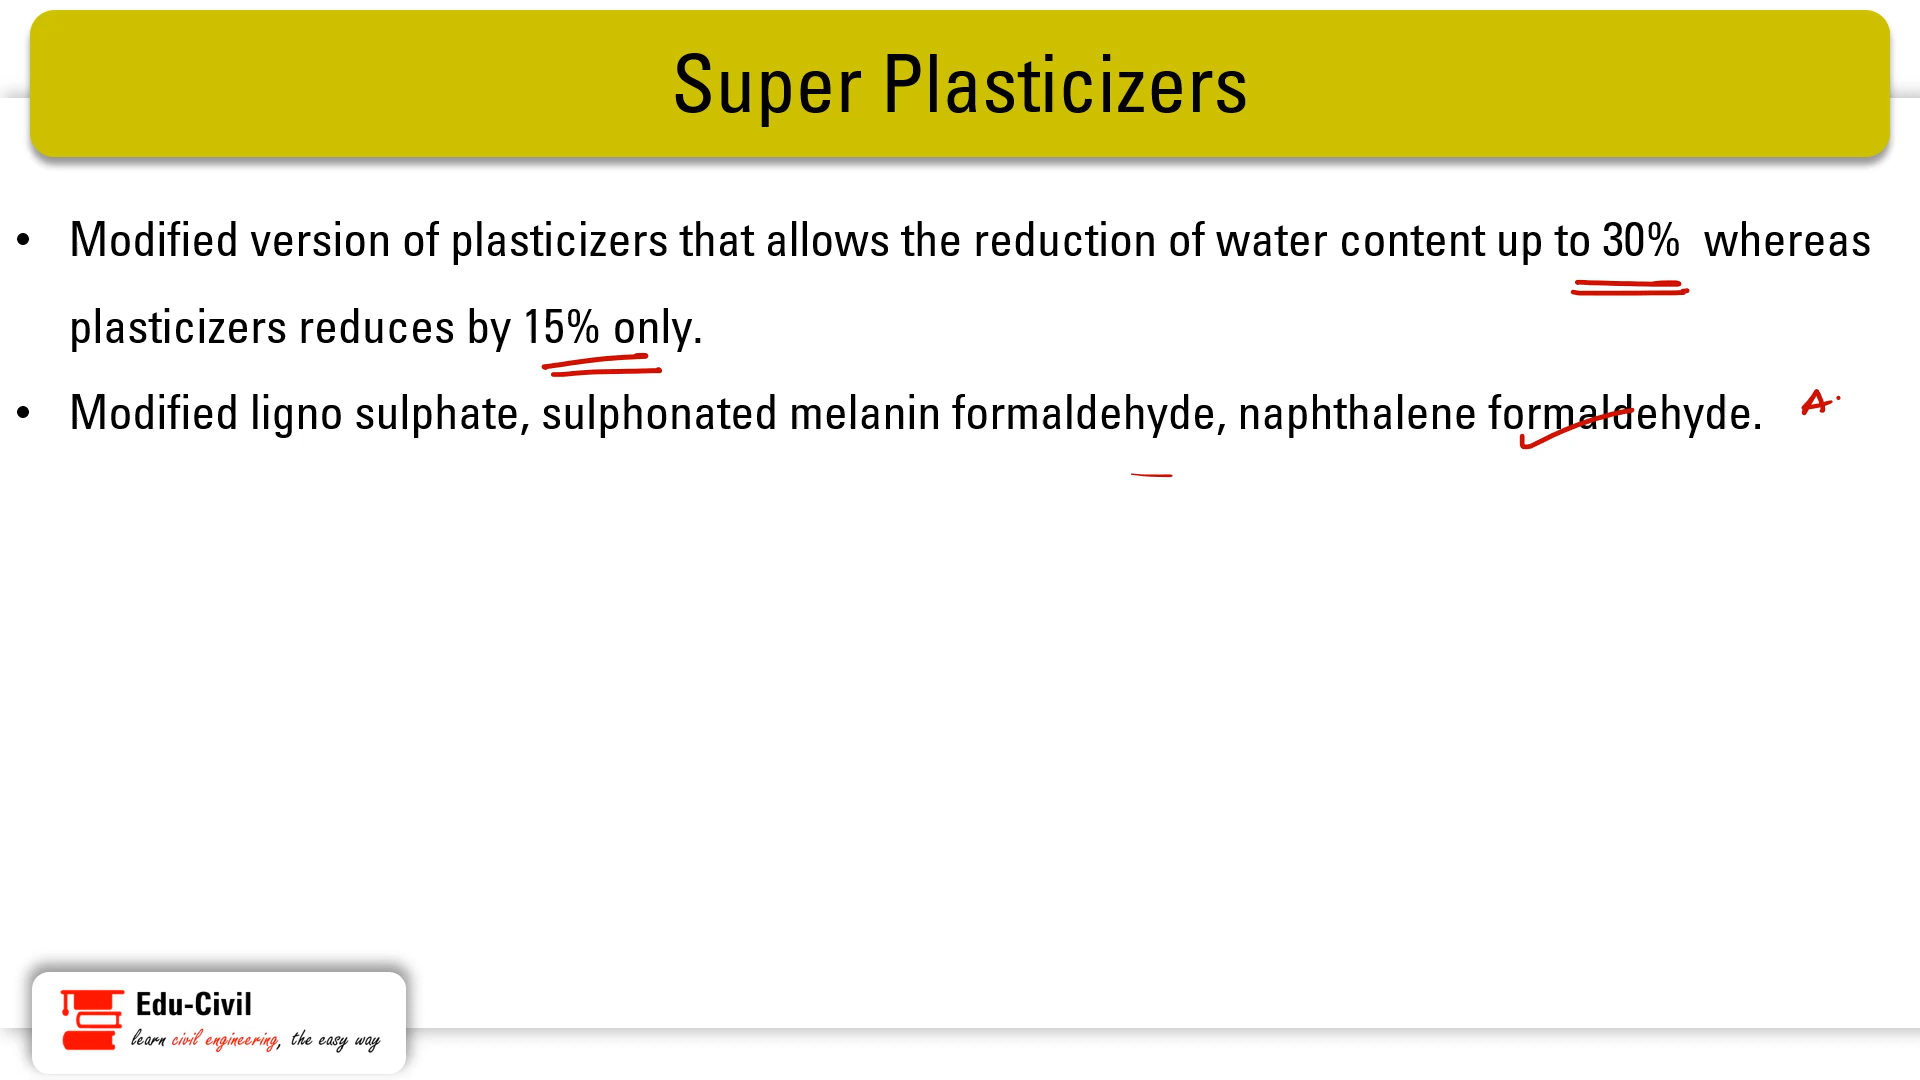 Super Plasticizers
• Modified version of plasticizers that allows the reduction of water content up to 30% whereas
plasticizers reduces by 15% only.
• Modified ligno sulphate, sulphonated melanin formaldehyde, naphthalene formaldehyde. A.
Edu-Civil
learn civil engineering, the easy way